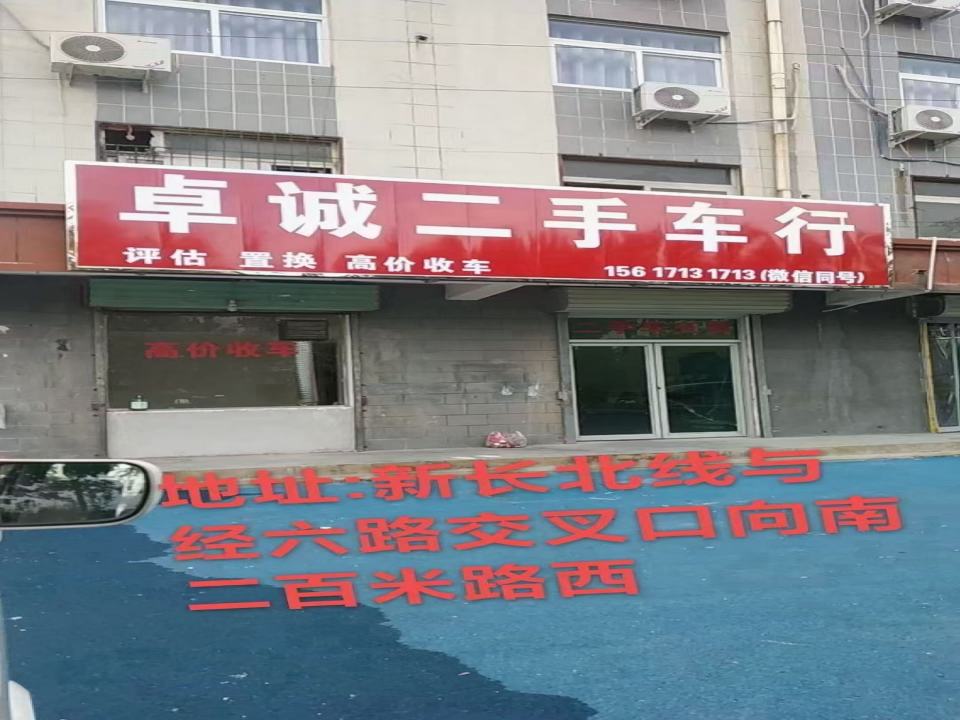 卓诚二手车行
评估 置换 高价收车 156 1713 1713(微信同号)
高价收车
地址:新长北线与
经六路交叉口向南
二百米路西